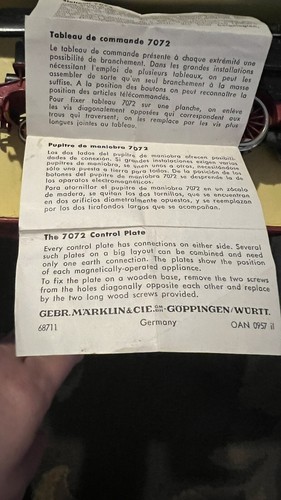 Tableau de commande 7072
Le tableau de commande présente à chaque extrémité une
possibilité de branchement. Dans les grandes installations
nécessitant l'emploi de plusieurs tableaux, on peut les
assembler de sorte qu'un seul branchement à la masse
suffise. A la position des boutons on peut reconnaître la
position des articles télécommandés.
Pour fixer tableau 7072 sur une planche, on enlève
les vis diagonalement opposées qui correspondent aux
trous qui traversent; on les remplace par les vis plus
longues jointes au tableau.
Pupitre de maniobra 7072
Los dos lados del pupitre de maniobra ofrecen posibili-
dades de conexión. Si grandes instalaciones exigen varios
pupitres de maniobra, se unen unos a otros, necesitándose
sólo una puesta a tierra para todos. De la posición de los
botones del pupitre de maniobra 7072 se desprende la de
los aparatos electromagnéticos.
Para atornillar el pupitre de maniobra 7072 en un zócalo
de madera, se quitan los dos tornillos, que se encuentran
en dos orificios diametralmente opuestos, y se reemplazan
por los dos tirafondos largos que se acompañan.
The 7072 Control Plate
Every control plate has connections on either side. Several
such plates on a big layout can be combined and need
only one earth connection. The plates show the position
of each magnetically-operated appliance.
To fix the plate on a wooden base, remove the two screws
from the holes diagonally opposite each other and replace
by the two long screws provided.
GEBR. MÄRKLIN & CIE. GMBH GÖPPINGEN/WÜRTT.
68711 Germany OAN 0957 il